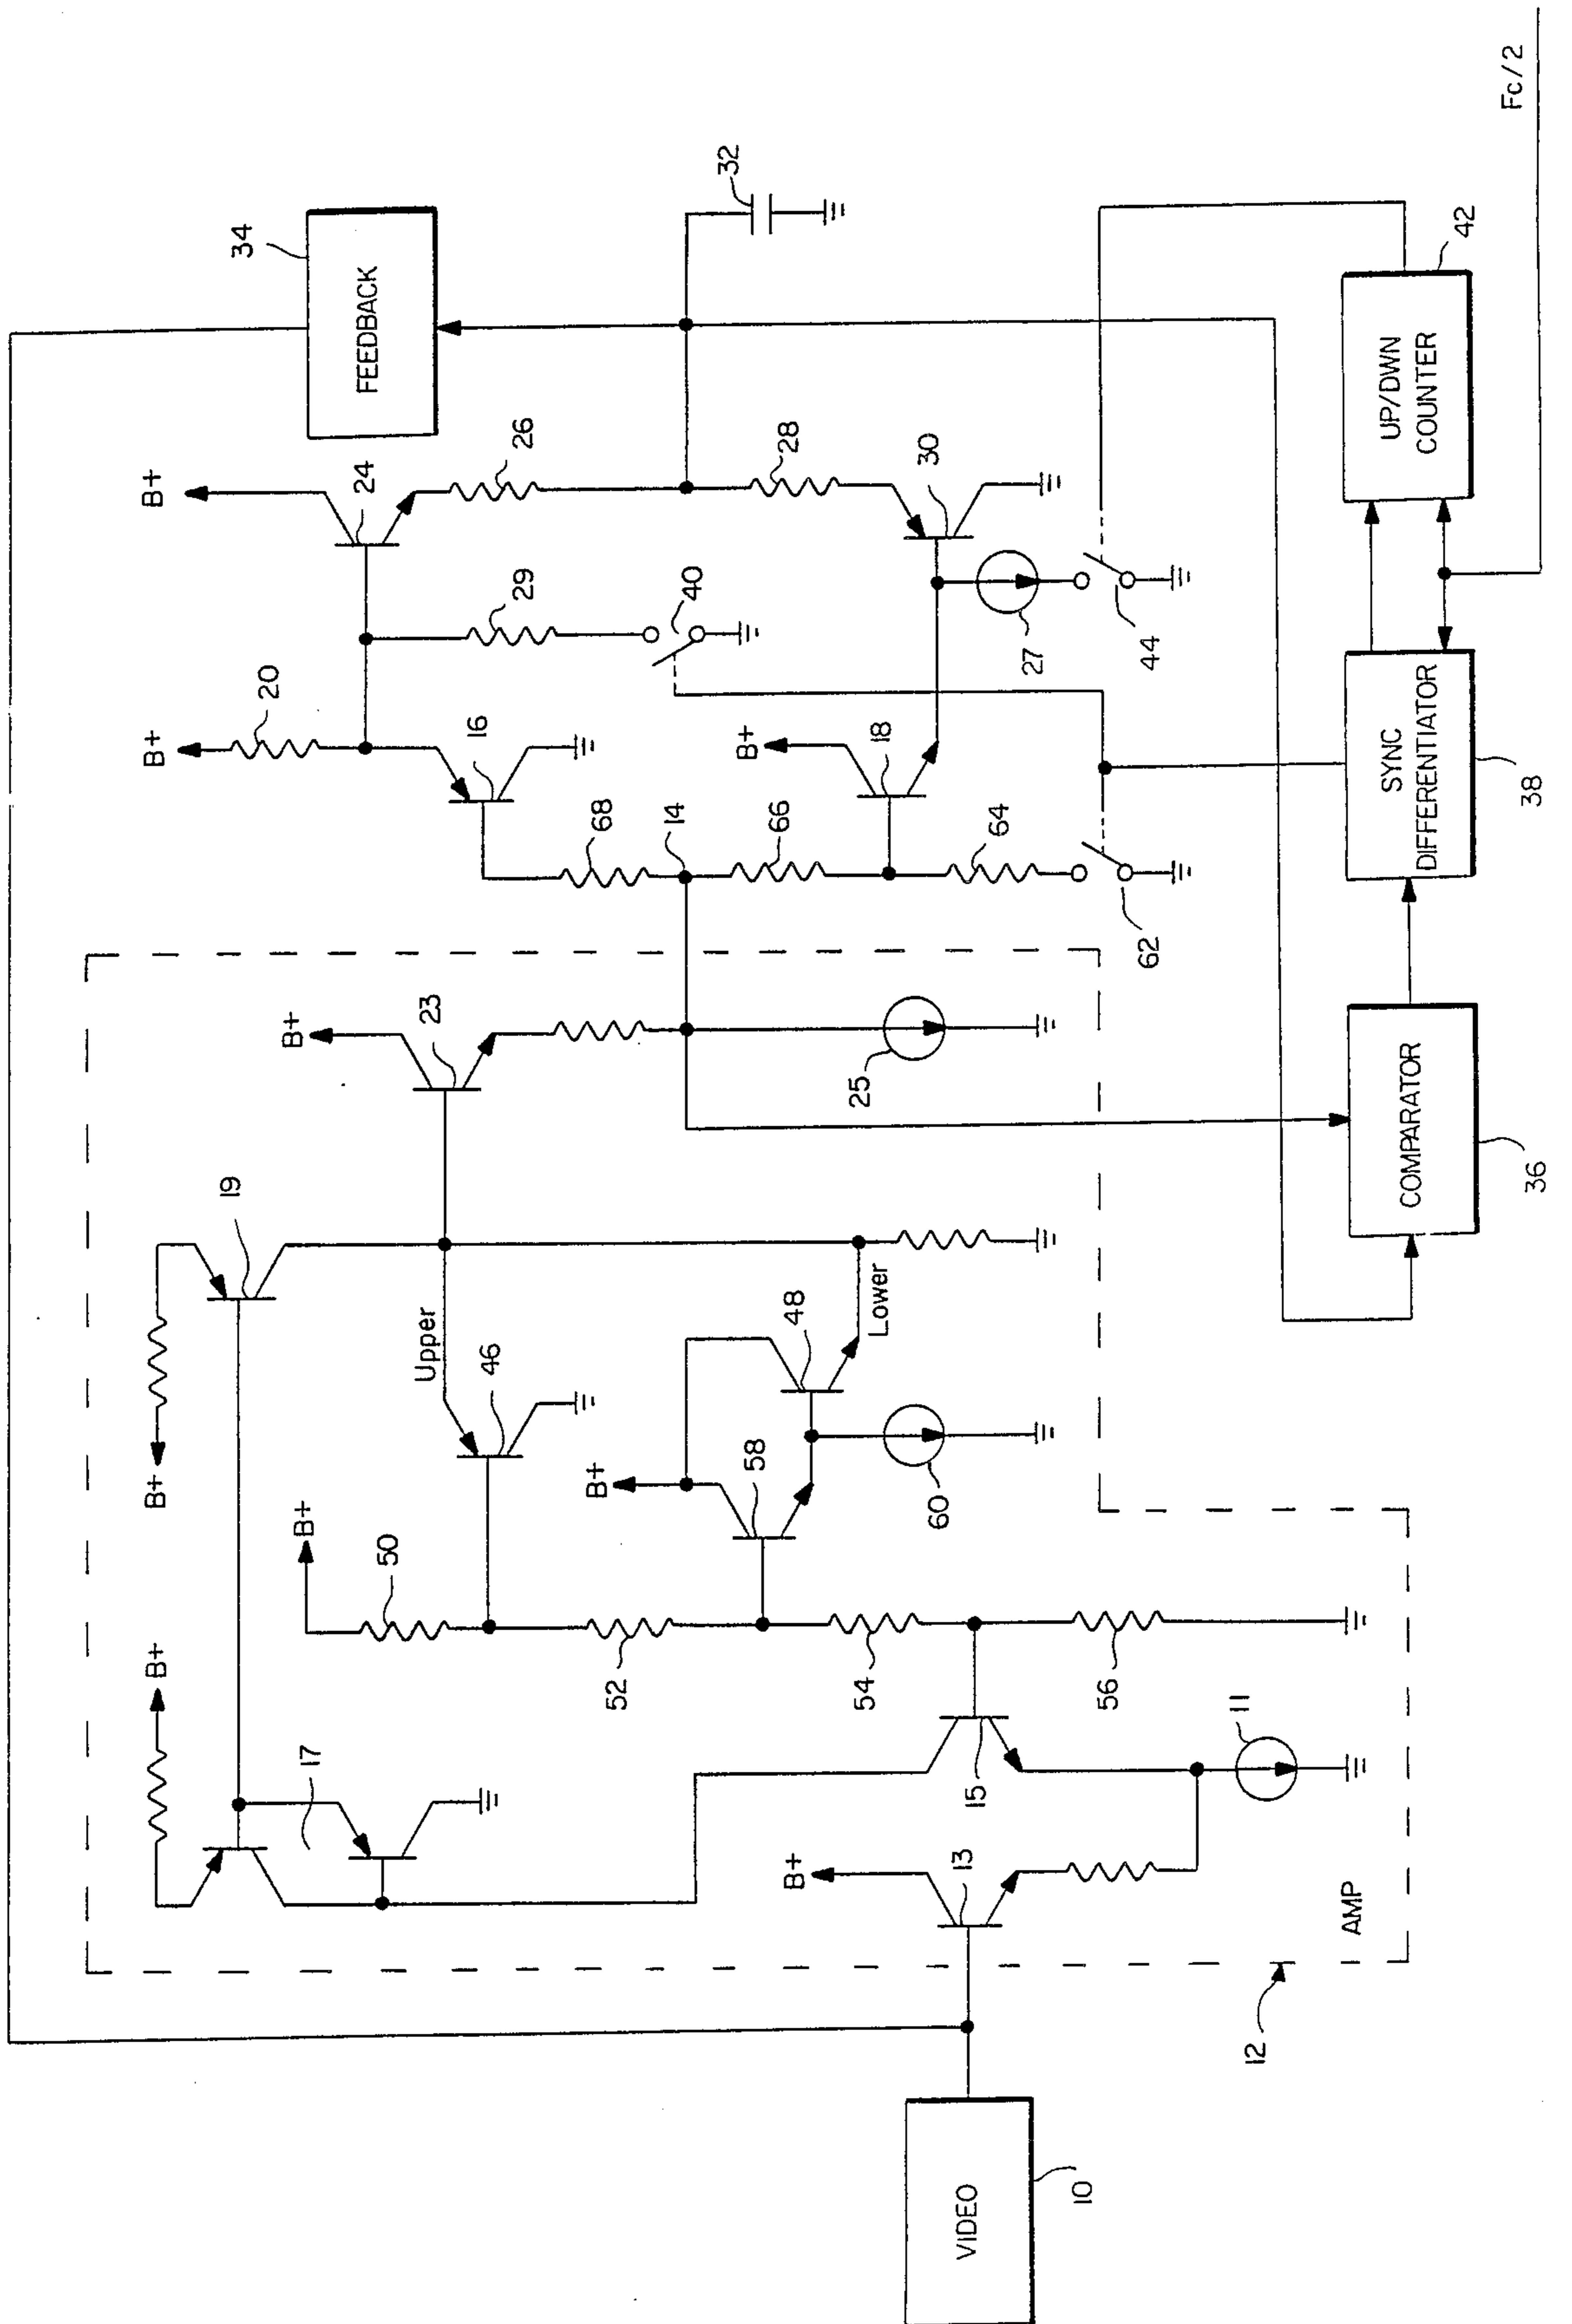 Fc/2
32
34
FEEDBACK
42
UP/DWN
COUNTER
B+
24
26
28
30
29
40
27
44
B+
20
16
B+
18
SYNC
DIFFERENTIATOR
38
68
14
66
64
62
B+
23
25
COMPARATOR
36
19
Upper
46
48
Lower
B+
B+
58
60
B+
50
52
54
56
B+
17
15
11
B+
13
AMP
12
VIDEO
10